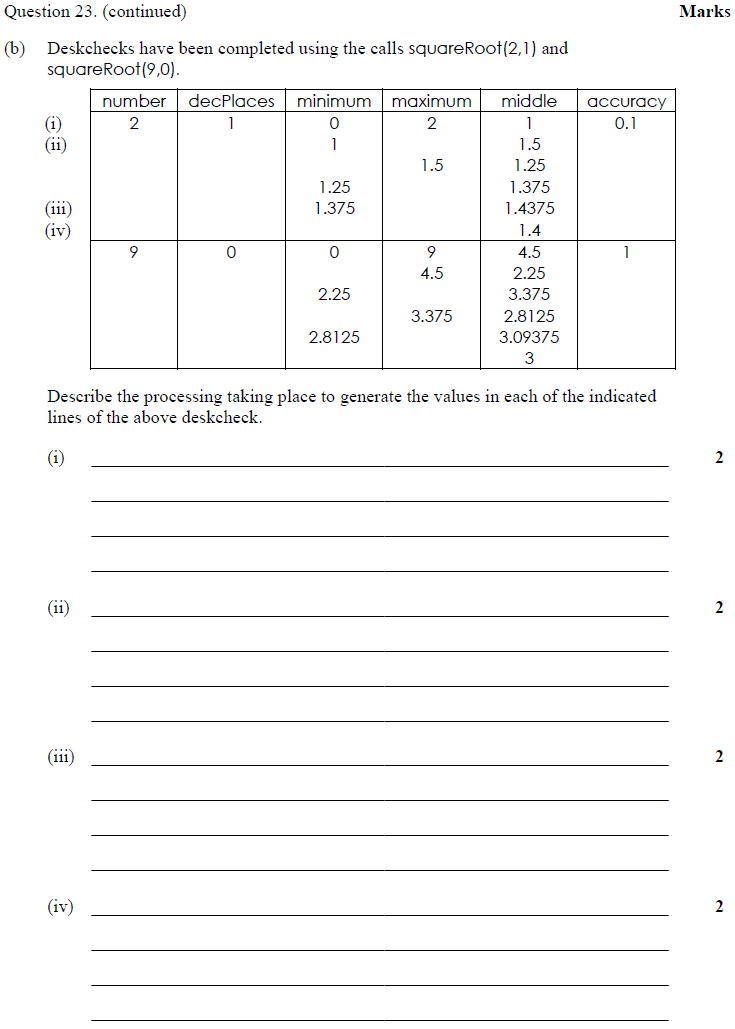 Question 23. (continued) Marks
(b) Deskchecks have been completed using the calls squareRoot(2,1) and
squareRoot(9,0).
number decPlaces minimum maximum middle accuracy
(i) 2 1 0 2 1 0.1
(ii) 1 1.5
1.5 1.25
1.25 1.375
(iii) 1.375 1.4375
(iv) 1.4
9 0 0 9 4.5 1
4.5 2.25
2.25 3.375
3.375 2.8125
2.8125 3.09375
3
Describe the processing taking place to generate the values in each of the indicated
lines of the above deskcheck.
(i) 2
(ii) 2
(iii) 2
(iv) 2